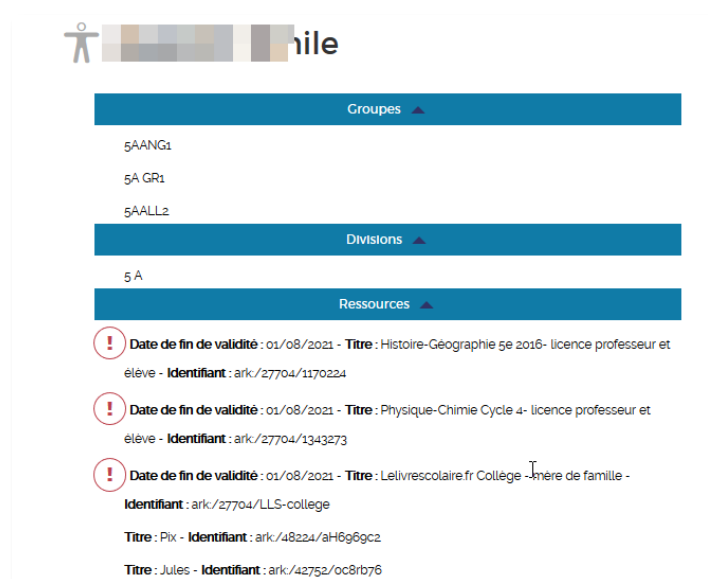 ile
Groupes
5AANG1
5A GR1
5AALL2
Divisions
5 A
Ressources
! Date de fin de validité : 01/08/2021 - Titre : Histoire-Géographie 5e 2016- licence professeur et
élève - Identifiant : ark:/27704/1170224
! Date de fin de validité : 01/08/2021 - Titre : Physique-Chimie Cycle 4- licence professeur et
élève - Identifiant : ark:/27704/1343273
! Date de fin de validité : 01/08/2021 - Titre : Lelivrescolaire.fr Collège - mère de famille -
Identifiant : ark:/27704/LLS-college
Titre : Pix - Identifiant : ark:/48224/aH6969c2
Titre : Jules - Identifiant : ark:/42752/0c8rb76